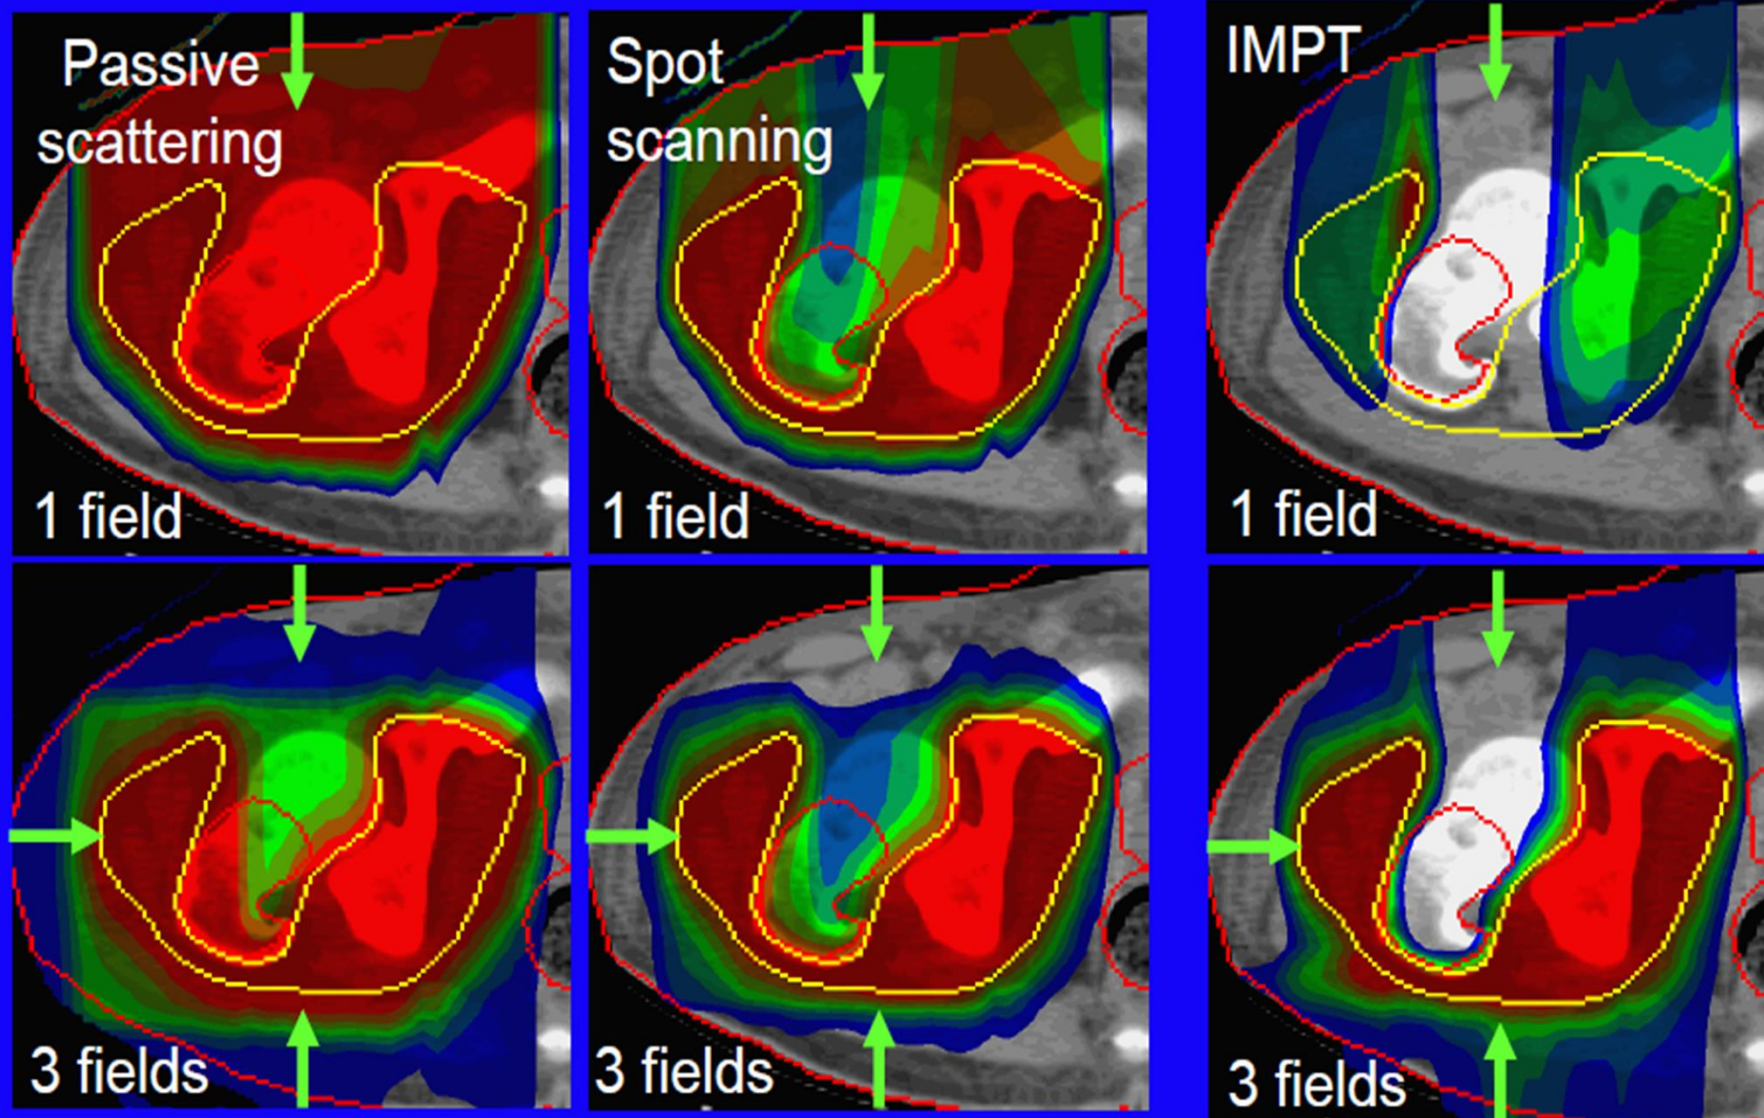 Passive
scattering
1 field
Spot
scanning
1 field
IMPT
1 field
3 fields
3 fields
3 fields